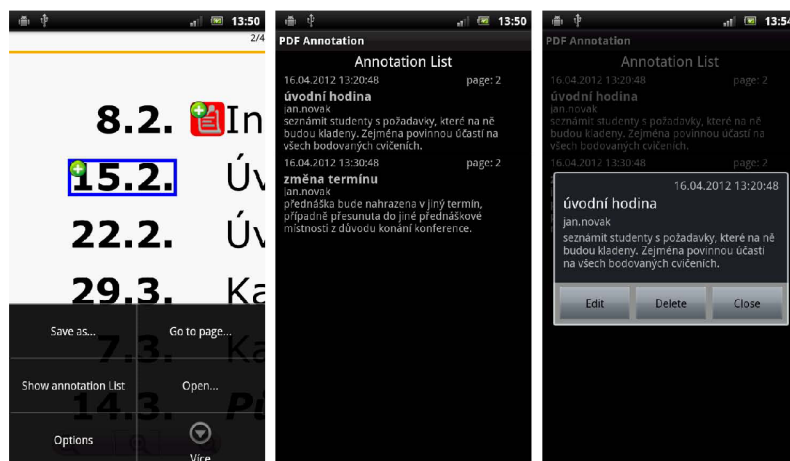 13:50
2/4
8.2. In
15.2. Úv
22.2. Úv
29.3. Ka
7.3. Ka
14.3.
Save as...
Go to page...
Show annotation List
Open...
Options
Více
13:50
PDF Annotation
Annotation List
16.04.2012 13:20:48 page: 2
úvodní hodina
jan.novak
seznámit studenty s požadavky, které na ně
budou kladeny. Zejména povinnou účastí na
všech bodovaných cvičeních.
16.04.2012 13:30:48 page: 2
změna termínu
jan.novak
přednáška bude nahrazena v jiný termín,
případně přesunuta do jiné přednáškové
místnosti z důvodu konání konference.
13:54
PDF Annotation
Annotation List
16.04.2012 13:20:48 page: 2
úvodní hodina
jan.novak
seznámit studenty s požadavky, které na ně
budou kladeny. Zejména povinnou účastí na
všech bodovaných cvičeních.
16.04.2012 13:30:48 page: 2
16.04.2012 13:20:48
úvodní hodina
jan.novak
seznámit studenty s požadavky, které na ně
budou kladeny. Zejména povinnou účastí
na všech bodovaných cvičeních.
Edit
Delete
Close